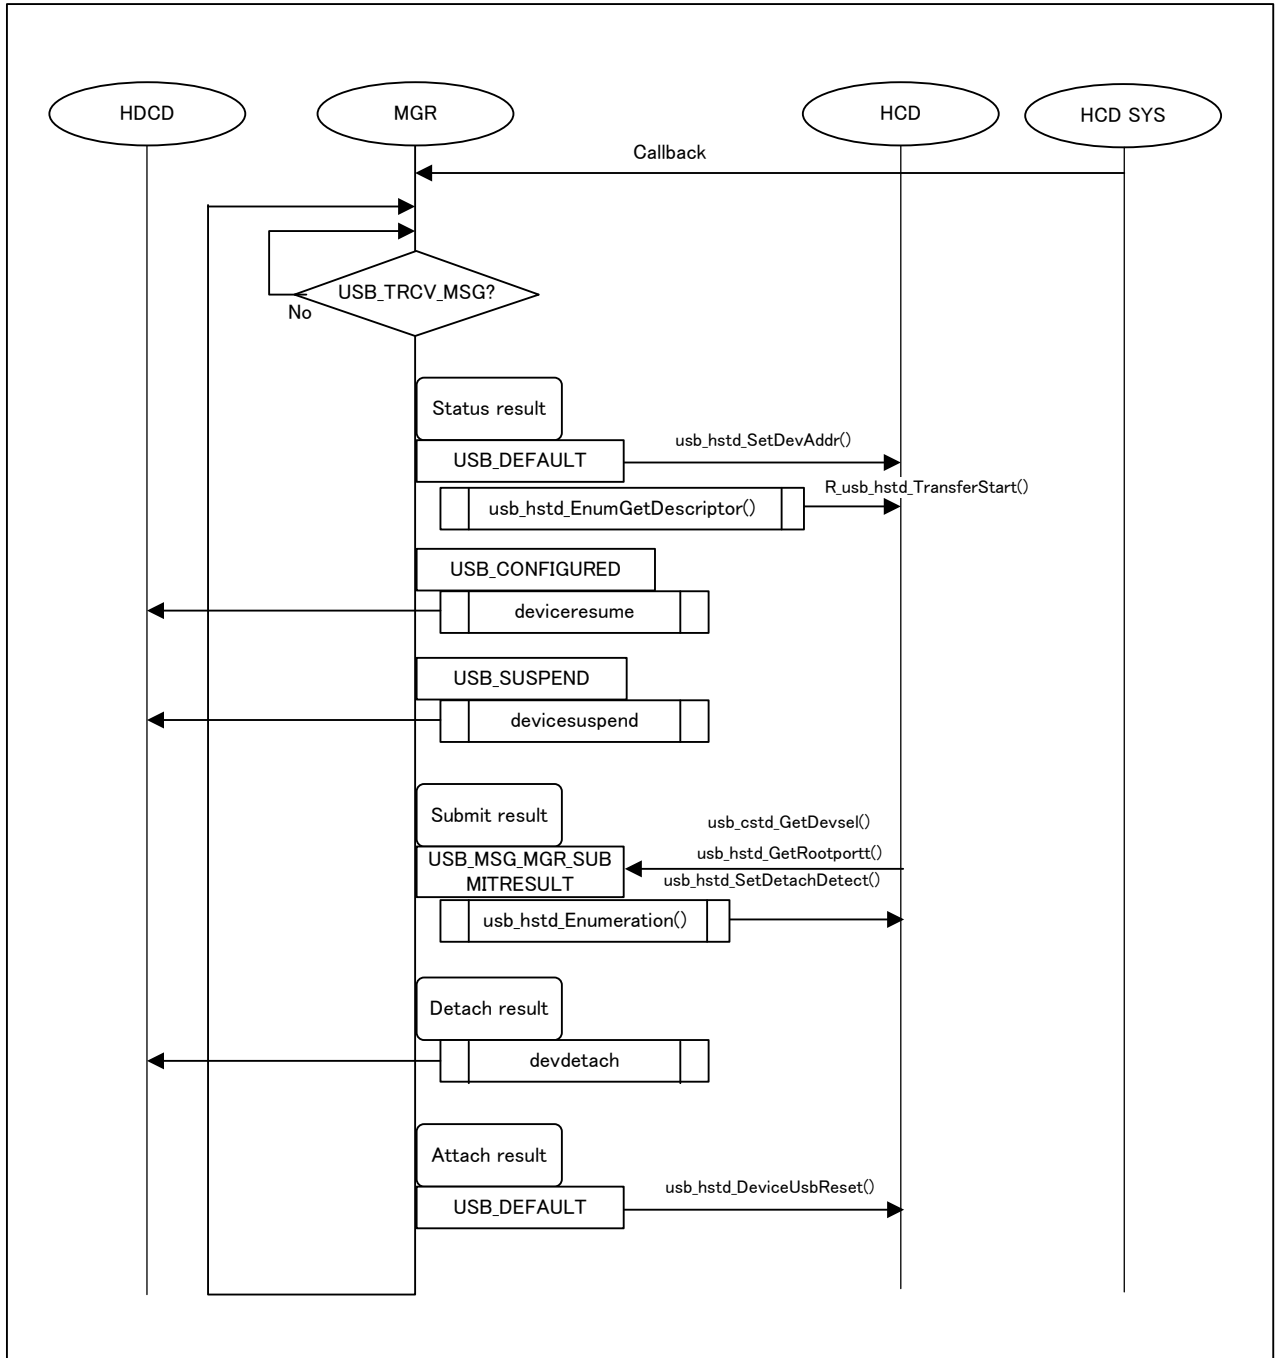 HDCD
MGR
HCD
HCD SYS
Callback
USB_TRCV_MSG?
No
Status result
USB_DEFAULT
usb_hstd_SetDevAddr()
R_usb_hstd_TransferStart()
usb_hstd_EnumGetDescriptor()
USB_CONFIGURED
deviceresume
USB_SUSPEND
devicesuspend
Submit result
usb_cstd_GetDevsel()
USB_MSG_MGR_SUB
MITRESULT
usb_hstd_GetRootportt()
usb_hstd_SetDetachDetect()
usb_hstd_Enumeration()
Detach result
devdetach
Attach result
USB_DEFAULT
usb_hstd_DeviceUsbReset()